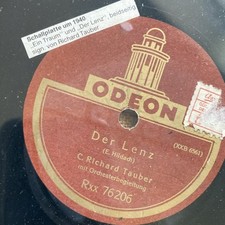 Schallplatte um 1940
„Ein Traum" und „Der Lenz", beidseitig
sign. von Richard Tauber
ODEON
Der Lenz
(E. Hildach)
(XXB 6961)
C. Richard Tauber
mit Orchesterbegleitung
Rxx 76206